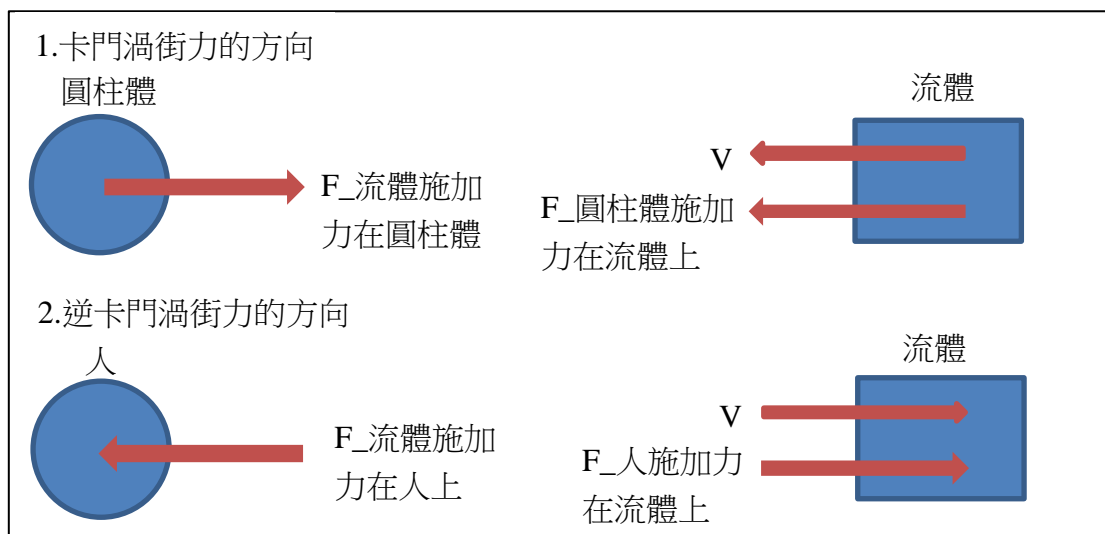 1.卡門渦街力的方向
圓柱體
流體
F_流體施加
力在圓柱體
V
F_圓柱體施加
力在流體上
2.逆卡門渦街力的方向
人
流體
F_流體施加
力在人上
V
F_人施加力
在流體上